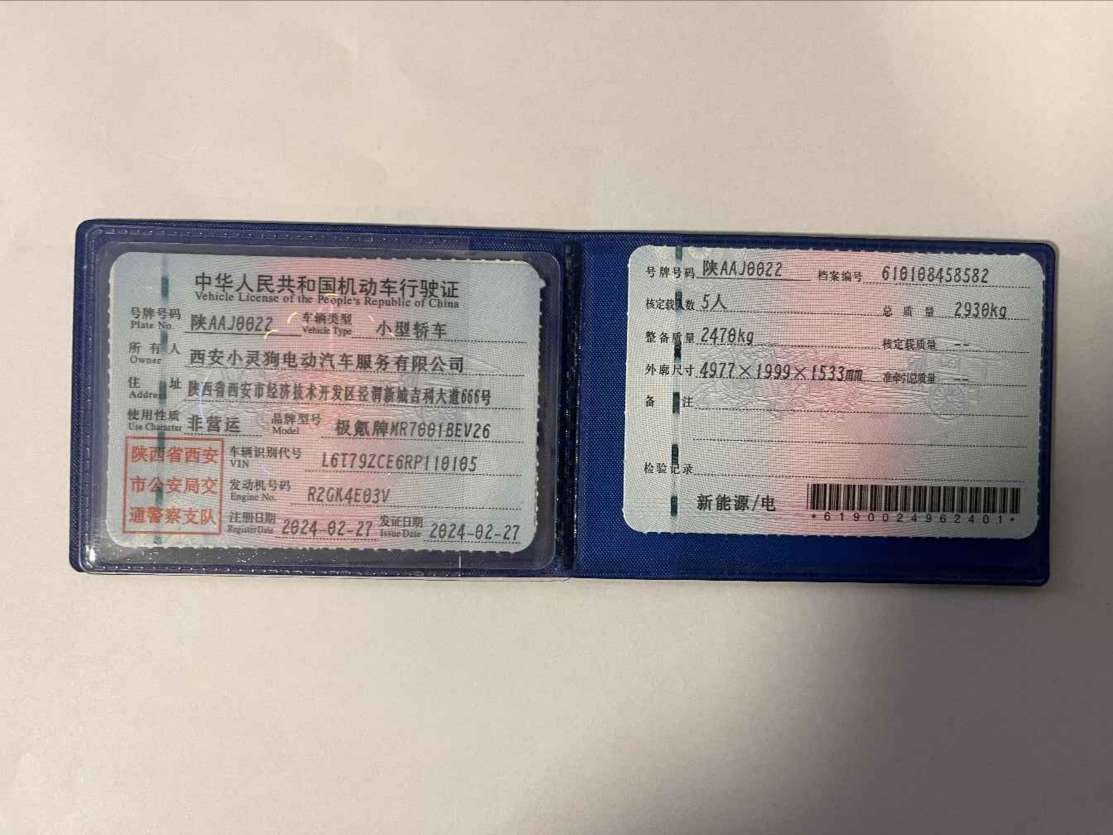 中华人民共和国机动车行驶证
Vehicle License of the People's Republic of China
号牌号码 陕AAJ0022 车辆类型 小型轿车
Plate No. Vehicle Type
所有人 西安小灵狗电动汽车服务有限公司
Owner
住址 陕西省西安市经济技术开发区泾渭新城吉利大道666号
Address
使用性质 非营运 品牌型号 极氪牌MR7001BEV26
Use Character Model
陕西省西安
市公安局交
通警察支队
车辆识别代号 L6T79ZCE6RP110105
VIN
发动机号码 R2GK4E03V
Engine No.
注册日期 2024-02-27 发证日期 2024-02-27
Register Date Issue Date
号牌号码 陕AAJ0022 档案编号 610108458582
核定载人数 5人 总质量 2930kg
整备质量 2470kg 核定载质量 --
外廓尺寸 4977×1999×1533mm 准牵引总质量 --
备注
检验记录
新能源/电
*6190024962401*